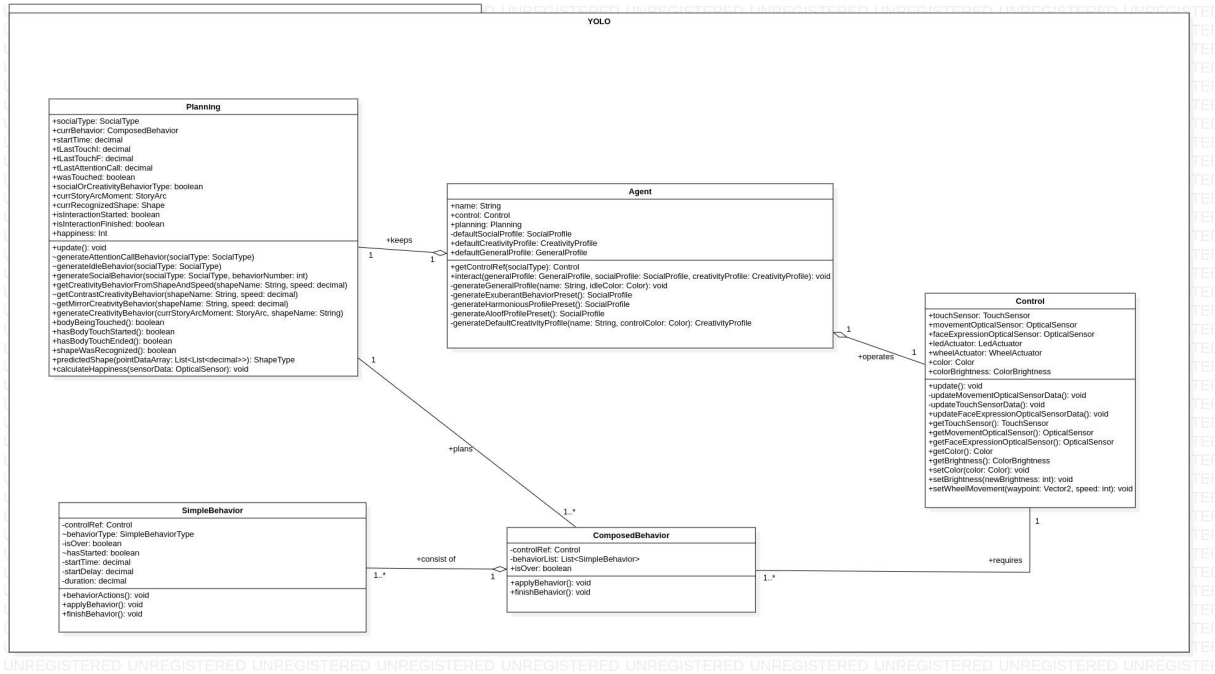 YOLO
Planning
+socialType: SocialType
+currBehavior: ComposedBehavior
+startTime: decimal
+tLastTouchI: decimal
+tLastTouchF: decimal
+tLastAttentionCall: decimal
+wasTouched: boolean
+socialOrCreativityBehaviorType: boolean
+currStoryArcMoment: StoryArc
+currRecognizedShape: Shape
+isInteractionStarted: boolean
+isInteractionFinished: boolean
+happiness: Int
+update(): void
~generateAttentionCallBehavior(socialType: SocialType)
~generateIdleBehavior(socialType: SocialType)
+generateSocialBehavior(socialType: SocialType, behaviorNumber: int)
+getCreativityBehaviorFromShapeAndSpeed(shapeName: String, speed: decimal)
~getContrastCreativityBehavior(shapeName: String, speed: decimal)
~getMirrorCreativityBehavior(shapeName: String, speed: decimal)
+generateCreativityBehavior(currStoryArcMoment: StoryArc, shapeName: String)
+bodyBeingTouched(): boolean
+hasBodyTouchStarted(): boolean
+hasBodyTouchEnded(): boolean
+shapeWasRecognized(): boolean
+predictedShape(pointDataArray: List<List<decimal>>): ShapeType
+calculateHappiness(sensorData: OpticalSensor): void
+keeps
1
1
Agent
+name: String
+control: Control
+planning: Planning
-defaultSocialProfile: SocialProfile
+defaultCreativityProfile: CreativityProfile
+defaultGeneralProfile: GeneralProfile
+getControlRef(socialType): Control
+interact(generalProfile: GeneralProfile, socialProfile: SocialProfile, creativityProfile: CreativityProfile): void
-generateGeneralProfile(name: String, idleColor: Color): void
-generateExuberantBehaviorPreset(): SocialProfile
-generateHarmoniousProfilePreset(): SocialProfile
-generateAloofProfilePreset(): SocialProfile
-generateDefaultCreativityProfile(name: String, controlColor: Color): CreativityProfile
1
+operates
1
Control
+touchSensor: TouchSensor
+movementOpticalSensor: OpticalSensor
+faceExpressionOpticalSensor: OpticalSensor
+ledActuator: LedActuator
+wheelActuator: WheelActuator
+color: Color
+colorBrightness: ColorBrightness
+update(): void
-updateMovementOpticalSensorData(): void
-updateTouchSensorData(): void
+updateFaceExpressionOpticalSensorData(): void
+getTouchSensor(): TouchSensor
+getMovementOpticalSensor(): OpticalSensor
+getFaceExpressionOpticalSensor(): OpticalSensor
+getColor(): Color
+getBrightness(): ColorBrightness
+setColor(color: Color): void
+setBrightness(newBrightness: int): void
+setWheelMovement(waypoint: Vector2, speed: int): void
1
+plans
1..*
SimpleBehavior
-controlRef: Control
~behaviorType: SimpleBehaviorType
-isOver: boolean
~hasStarted: boolean
-startTime: decimal
-startDelay: decimal
-duration: decimal
+behaviorActions(): void
+applyBehavior(): void
+finishBehavior(): void
+consist of
1..*
1
ComposedBehavior
-controlRef: Control
-behaviorList: List<SimpleBehavior>
+isOver: boolean
+applyBehavior(): void
+finishBehavior(): void
1
+requires
1..*
UNREGISTERED UNREGISTERED UNREGISTERED UNREGISTERED UNREGISTERED UNREGISTERED UNREGISTERED UNREGISTERED UNREGISTERED